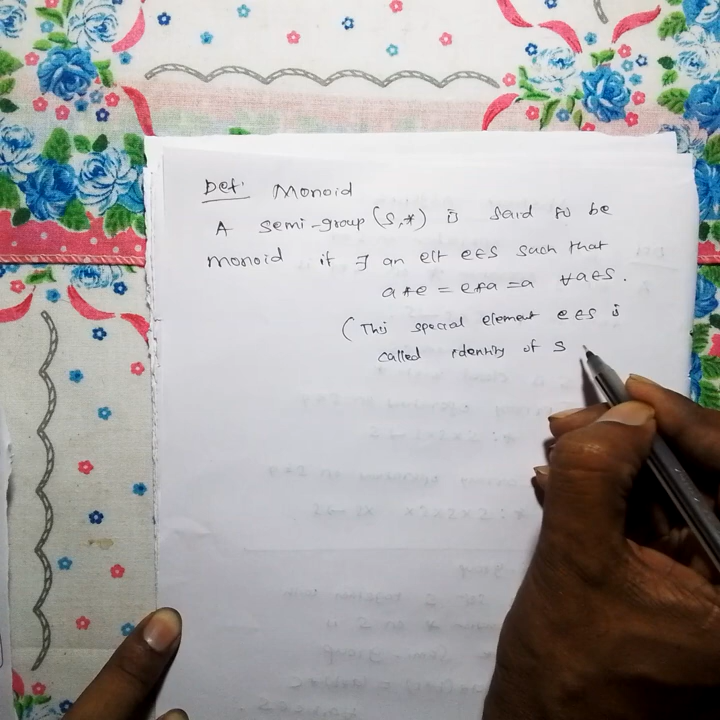 Def: Monoid
A semi-group (S,*) is said to be
monoid if ∃ an elt e∈S such that
a*e = e*a = a ∀a∈S.
(This special element e∈S is
called identity of S